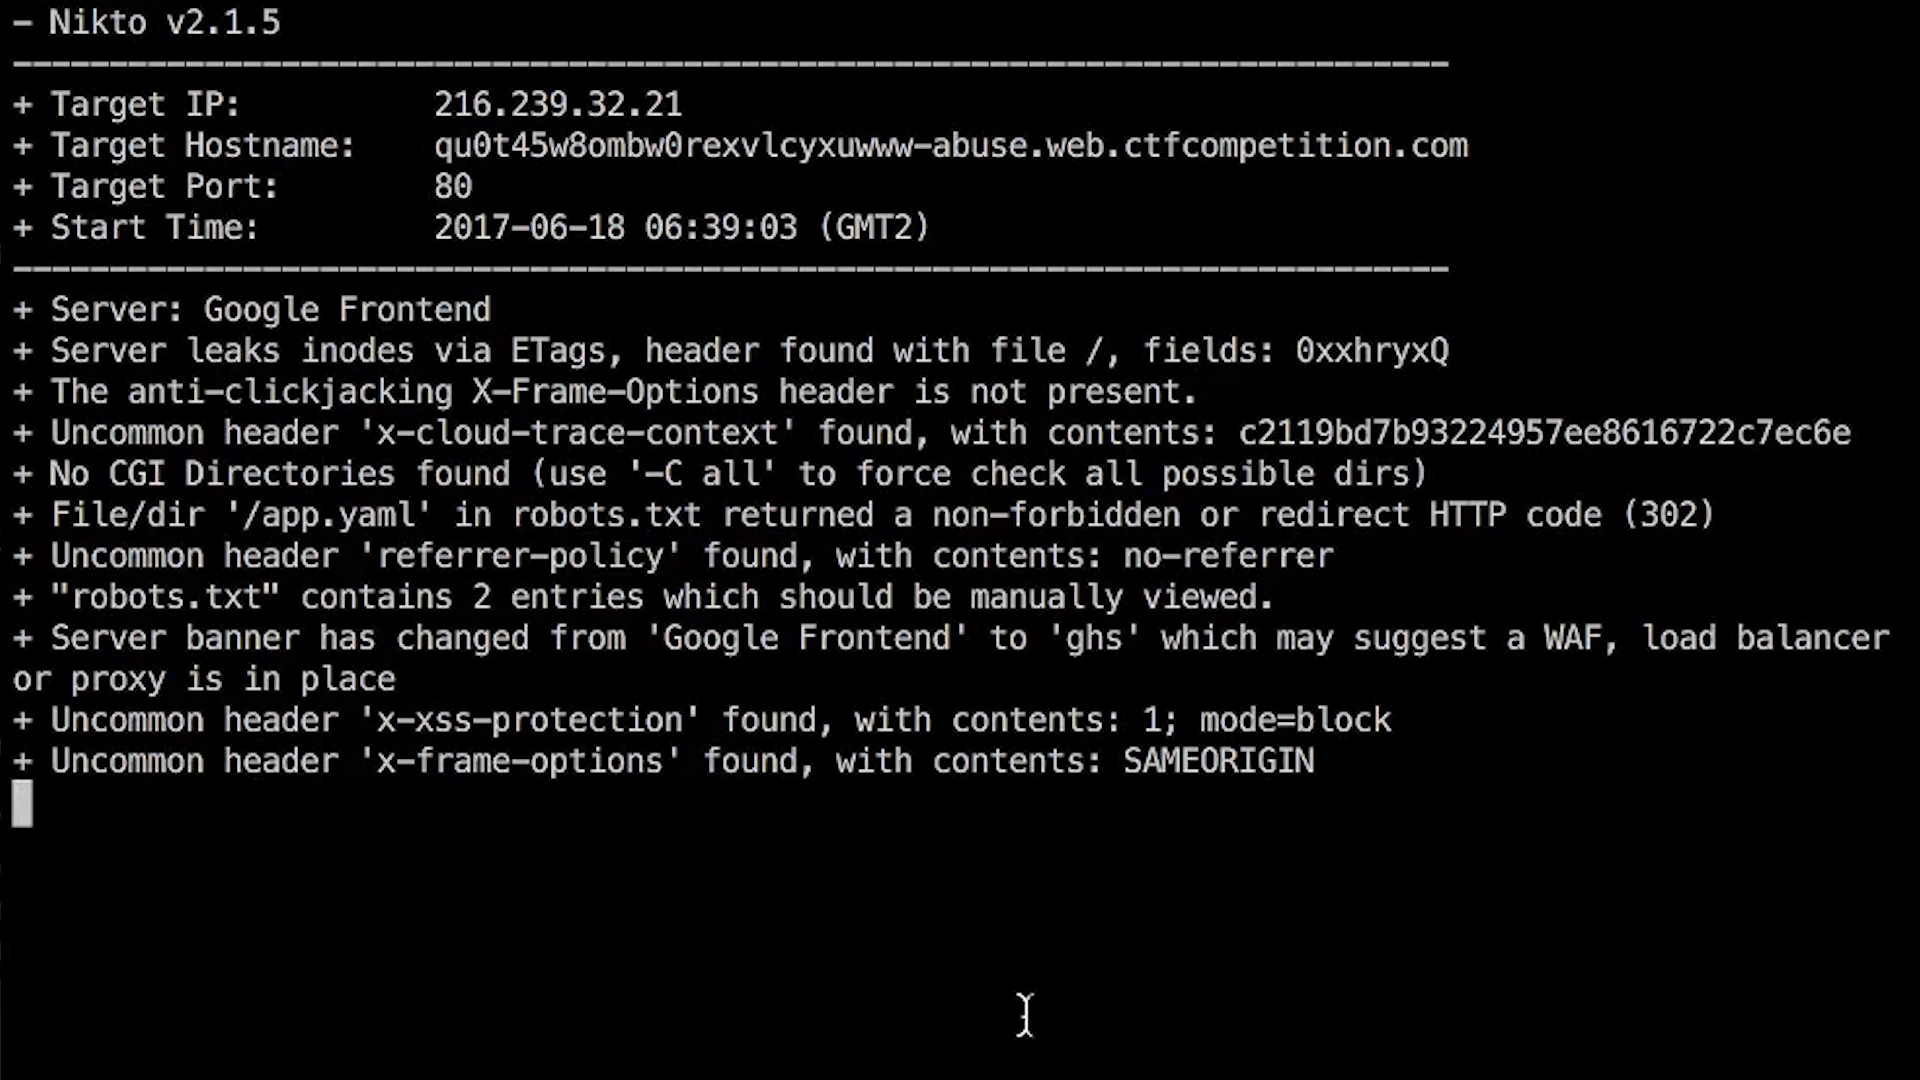 - Nikto v2.1.5
---------------------------------------------------------------------------
+ Target IP:          216.239.32.21
+ Target Hostname:    qu0t45w8ombw0rexvlcyxuwww-abuse.web.ctfcompetition.com
+ Target Port:        80
+ Start Time:         2017-06-18 06:39:03 (GMT2)
---------------------------------------------------------------------------
+ Server: Google Frontend
+ Server leaks inodes via ETags, header found with file /, fields: 0xxhryxQ
+ The anti-clickjacking X-Frame-Options header is not present.
+ Uncommon header 'x-cloud-trace-context' found, with contents: c2119bd7b93224957ee8616722c7ec6e
+ No CGI Directories found (use '-C all' to force check all possible dirs)
+ File/dir '/app.yaml' in robots.txt returned a non-forbidden or redirect HTTP code (302)
+ Uncommon header 'referrer-policy' found, with contents: no-referrer
+ "robots.txt" contains 2 entries which should be manually viewed.
+ Server banner has changed from 'Google Frontend' to 'ghs' which may suggest a WAF, load balancer
or proxy is in place
+ Uncommon header 'x-xss-protection' found, with contents: 1; mode=block
+ Uncommon header 'x-frame-options' found, with contents: SAMEORIGIN